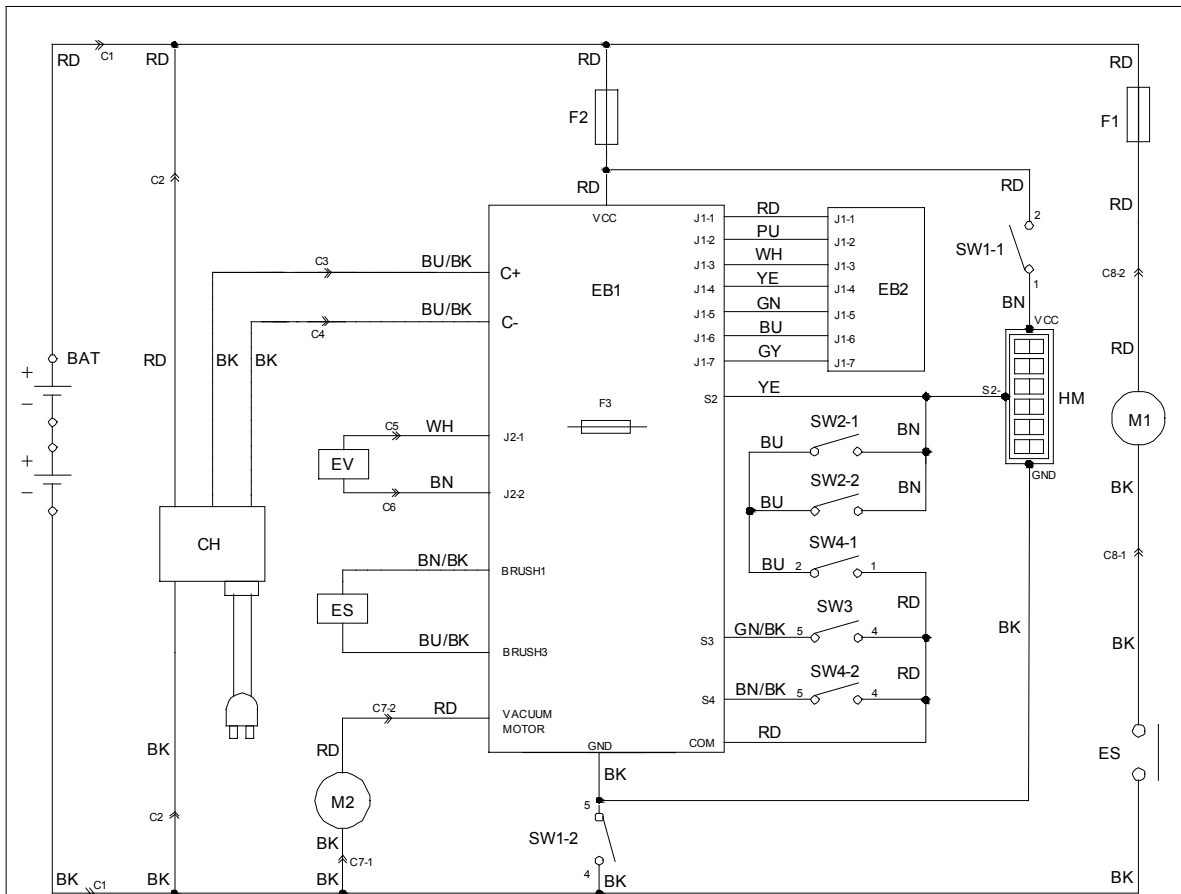 C1
RD
RD
RD
RD
F2
F1
C2
RD
RD
RD
2
VCC
J1-1
RD
J1-1
SW1-1
J1-2
PU
J1-2
C3
BU/BK
C+
J1-3
WH
J1-3
C8-2
1
EB1
J1-4
YE
J1-4
EB2
BN
C4
BU/BK
C-
J1-5
GN
J1-5
VCC
J1-6
BU
J1-6
RD
BK
BK
J1-7
GY
J1-7
RD
BAT
+
−
S2
YE
S2-
HM
F3
M1
SW2-1
C5
WH
J2-1
BU
BN
+
−
EV
BN
J2-2
C6
SW2-2
BU
BN
GND
BK
CH
SW4-1
C8-1
BN/BK
BRUSH1
BU
2
1
ES
SW3
RD
BU/BK
BRUSH3
S3
GN/BK
5
4
BK
BK
SW4-2
RD
S4
BN/BK
5
4
C7-2
RD
VACUUM
MOTOR
GND
COM
RD
RD
BK
BK
ES
M2
5
C2
SW1-2
BK
C7-1
4
BK
C1
BK
BK
BK
BK